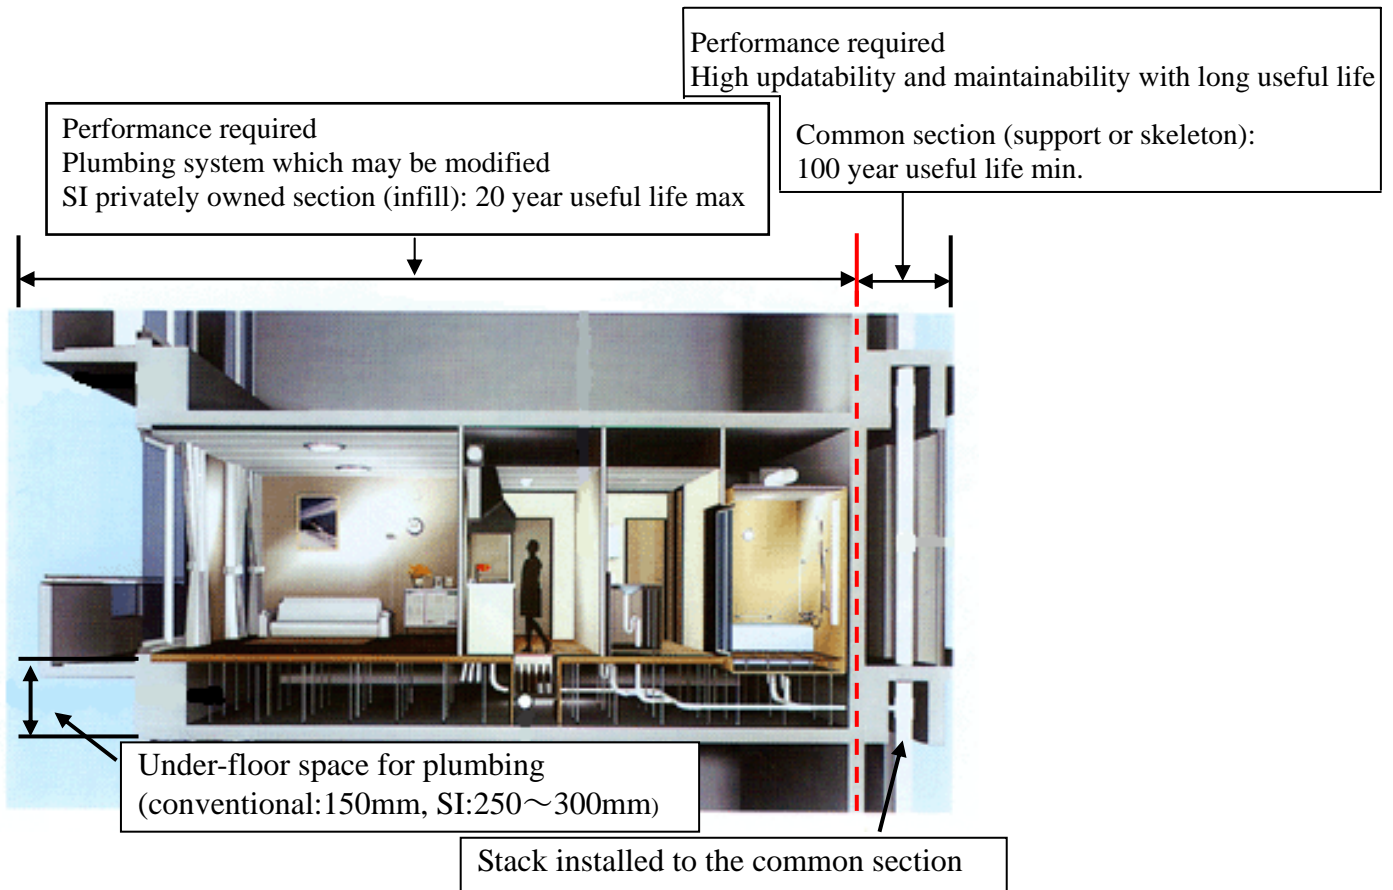 Performance required
High updatability and maintainability with long useful life
Common section (support or skeleton):
100 year useful life min.
Performance required
Plumbing system which may be modified
SI privately owned section (infill): 20 year useful life max
Under-floor space for plumbing
(conventional:150mm, SI:250～300mm)
Stack installed to the common section